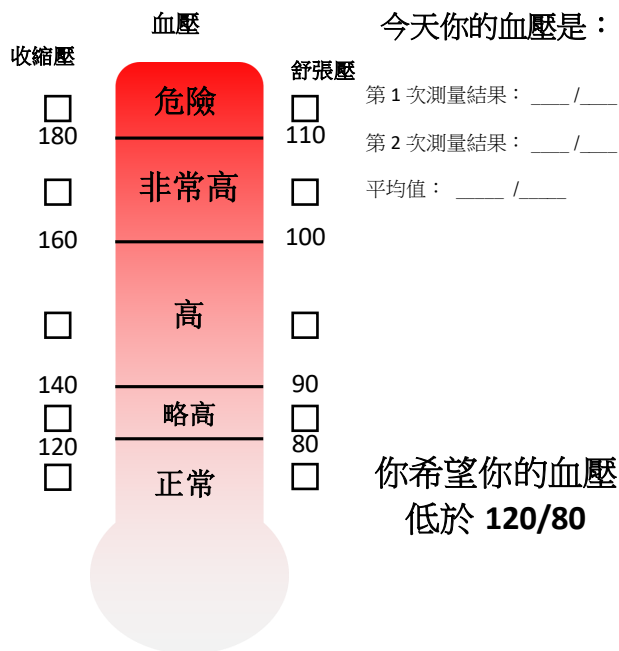 血壓
收縮壓
舒張壓
危險
180
110
非常高
160
100
高
140
90
略高
120
80
正常
今天你的血壓是：
第 1 次測量結果： ____ /____
第 2 次測量結果： ____ /____
平均值： _____ /_____
你希望你的血壓
低於 120/80